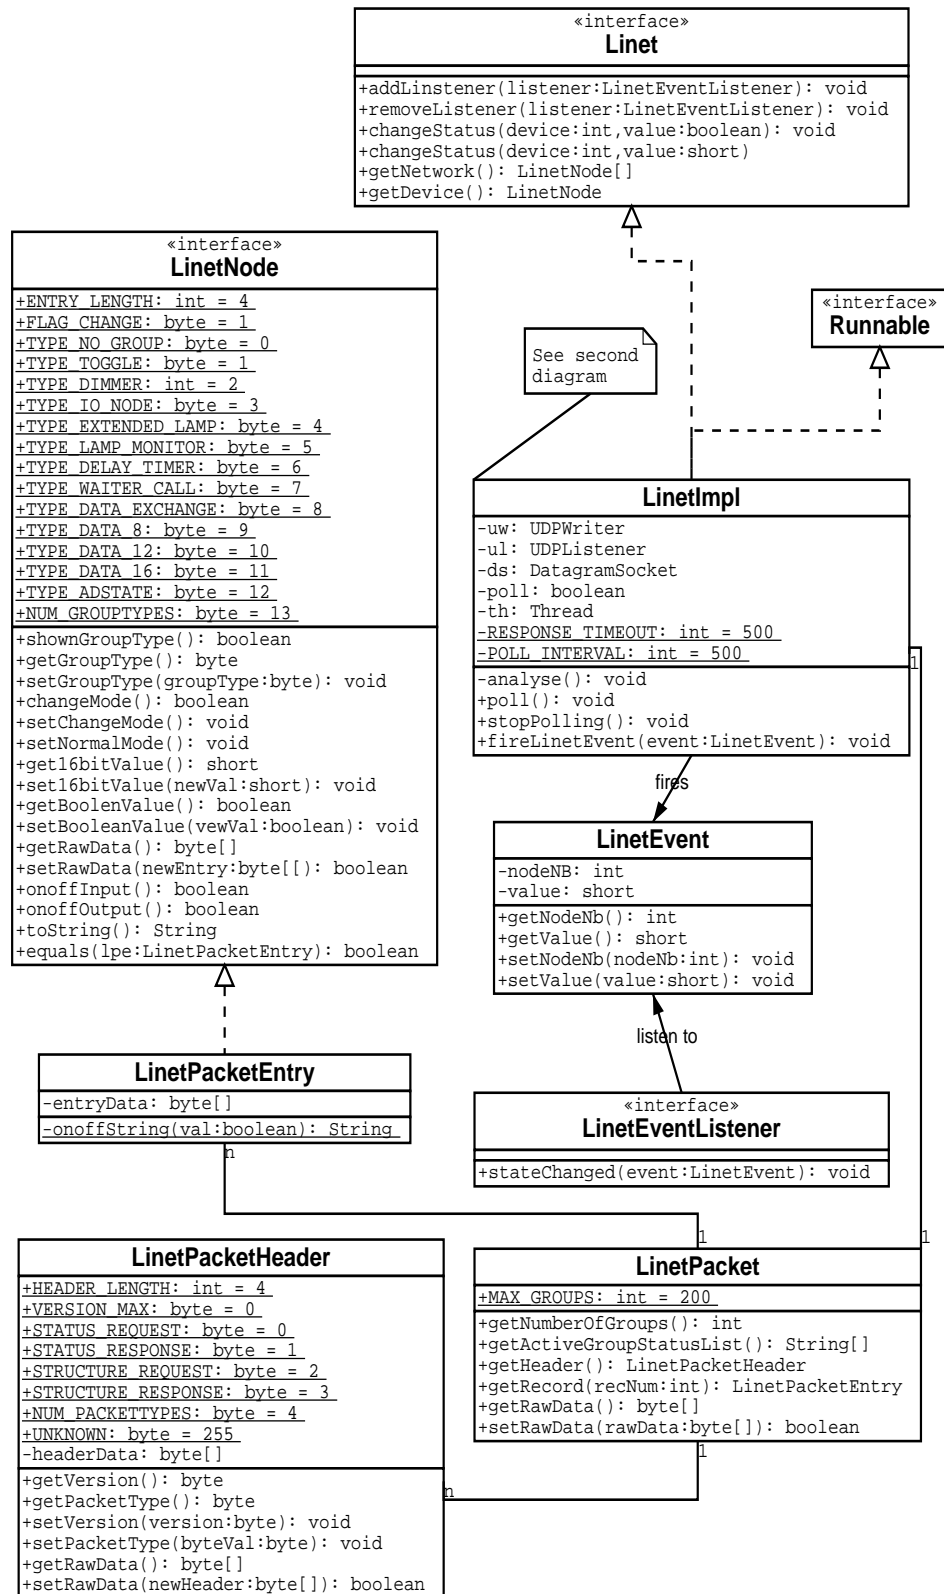 «interface»
Linet
+addLinstener(listener:LinetEventListener): void
+removeListener(listener:LinetEventListener): void
+changeStatus(device:int,value:boolean): void
+changeStatus(device:int,value:short)
+getNetwork(): LinetNode[]
+getDevice(): LinetNode
«interface»
LinetNode
+ENTRY_LENGTH: int = 4
+FLAG_CHANGE: byte = 1
+TYPE_NO_GROUP: byte = 0
+TYPE_TOGGLE: byte = 1
+TYPE_DIMMER: int = 2
+TYPE_IO_NODE: byte = 3
+TYPE_EXTENDED_LAMP: byte = 4
+TYPE_LAMP_MONITOR: byte = 5
+TYPE_DELAY_TIMER: byte = 6
+TYPE_WAITER_CALL: byte = 7
+TYPE_DATA_EXCHANGE: byte = 8
+TYPE_DATA_8: byte = 9
+TYPE_DATA_12: byte = 10
+TYPE_DATA_16: byte = 11
+TYPE_ADSTATE: byte = 12
+NUM_GROUPTYPES: byte = 13
+shownGroupType(): boolean
+getGroupType(): byte
+setGroupType(groupType:byte): void
+changeMode(): boolean
+setChangeMode(): void
+setNormalMode(): void
+get16bitValue(): short
+set16bitValue(newVal:short): void
+getBoolenValue(): boolean
+setBooleanValue(vewVal:boolean): void
+getRawData(): byte[]
+setRawData(newEntry:byte[[): boolean
+onoffInput(): boolean
+onoffOutput(): boolean
+toString(): String
+equals(lpe:LinetPacketEntry): boolean
«interface»
Runnable
See second
diagram
LinetImpl
-uw: UDPWriter
-ul: UDPListener
-ds: DatagramSocket
-poll: boolean
-th: Thread
-RESPONSE_TIMEOUT: int = 500
-POLL_INTERVAL: int = 500
-analyse(): void
+poll(): void
+stopPolling(): void
+fireLinetEvent(event:LinetEvent): void
1
fires
LinetEvent
-nodeNB: int
-value: short
+getNodeNb(): int
+getValue(): short
+setNodeNb(nodeNb:int): void
+setValue(value:short): void
listen to
LinetPacketEntry
-entryData: byte[]
-onoffString(val:boolean): String
n
«interface»
LinetEventListener
+stateChanged(event:LinetEvent): void
1
1
LinetPacketHeader
+HEADER_LENGTH: int = 4
+VERSION_MAX: byte = 0
+STATUS_REQUEST: byte = 0
+STATUS_RESPONSE: byte = 1
+STRUCTURE_REQUEST: byte = 2
+STRUCTURE_RESPONSE: byte = 3
+NUM_PACKETTYPES: byte = 4
+UNKNOWN: byte = 255
-headerData: byte[]
+getVersion(): byte
+getPacketType(): byte
+setVersion(version:byte): void
+setPacketType(byteVal:byte): void
+getRawData(): byte[]
+setRawData(newHeader:byte[]): boolean
n
LinetPacket
+MAX_GROUPS: int = 200
+getNumberOfGroups(): int
+getActiveGroupStatusList(): String[]
+getHeader(): LinetPacketHeader
+getRecord(recNum:int): LinetPacketEntry
+getRawData(): byte[]
+setRawData(rawData:byte[]): boolean
1